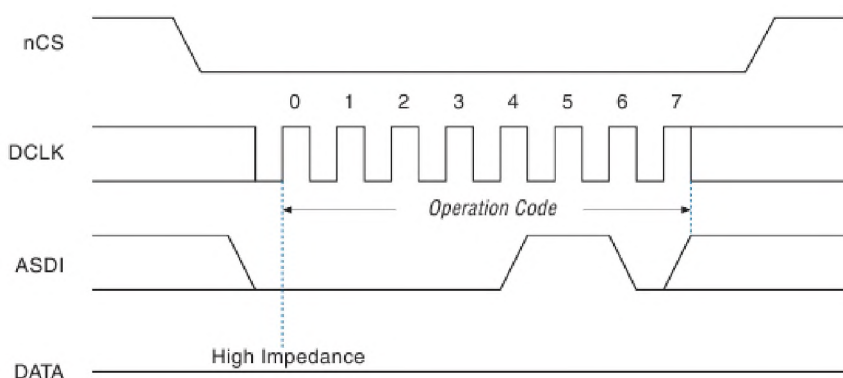 nCS
0 1 2 3 4 5 6 7
DCLK
Operation Code
ASDI
High Impedance
DATA